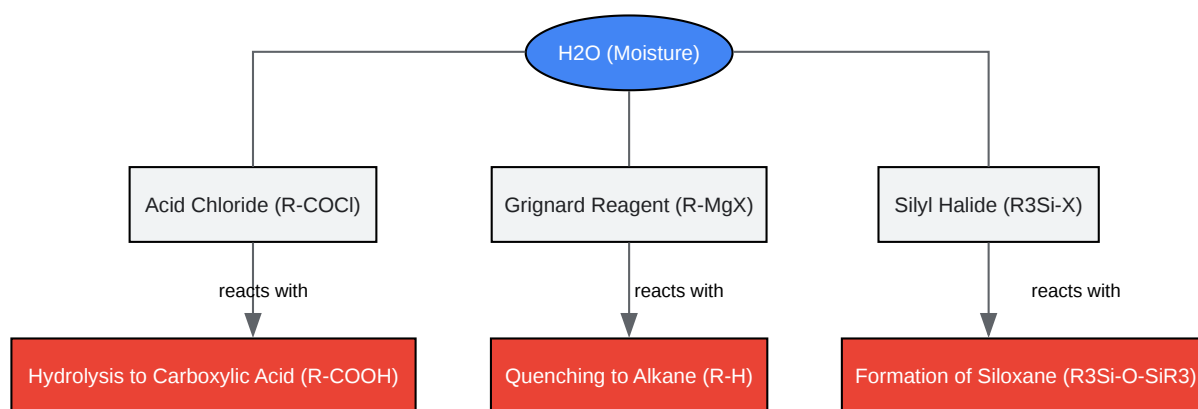 H2O (Moisture)
Acid Chloride (R-COCl)
Grignard Reagent (R-MgX)
Silyl Halide (R3Si-X)
reacts with
reacts with
reacts with
Hydrolysis to Carboxylic Acid (R-COOH)
Quenching to Alkane (R-H)
Formation of Siloxane (R3Si-O-SiR3)